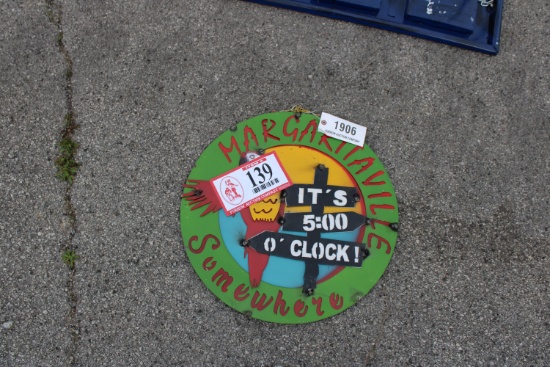 1906
MARGARITAVILLE
139
IT'S
5:00
O'CLOCK!
Somewhere